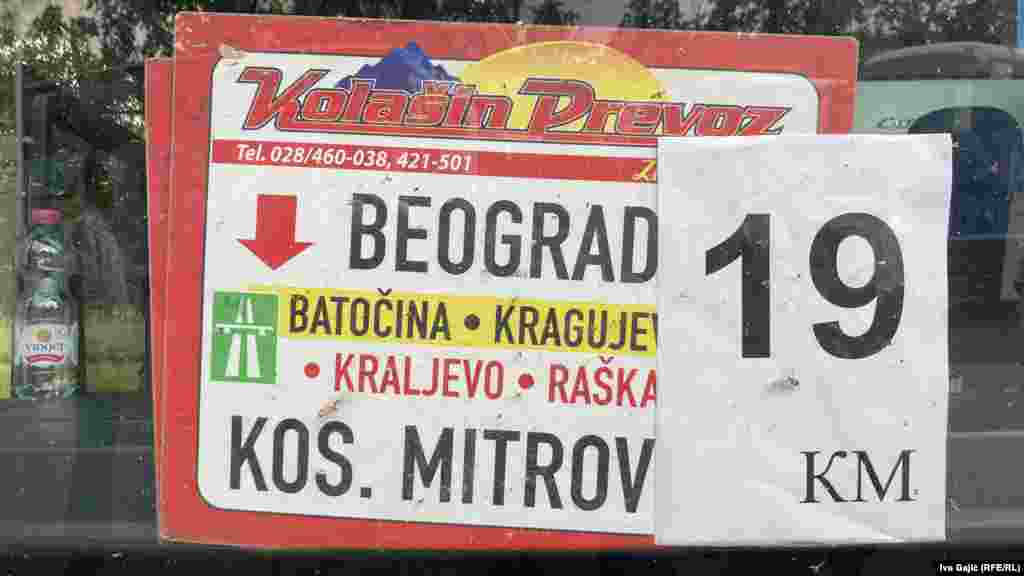 Kolašin Prevoz
Tel. 028/460-038, 421-501
BEOGRAD
BATOČINA • KRAGUJEV
• KRALJEVO • RAŠKA
KOS. MITROV
19
KM
Iva Gajić (RFE/RL)